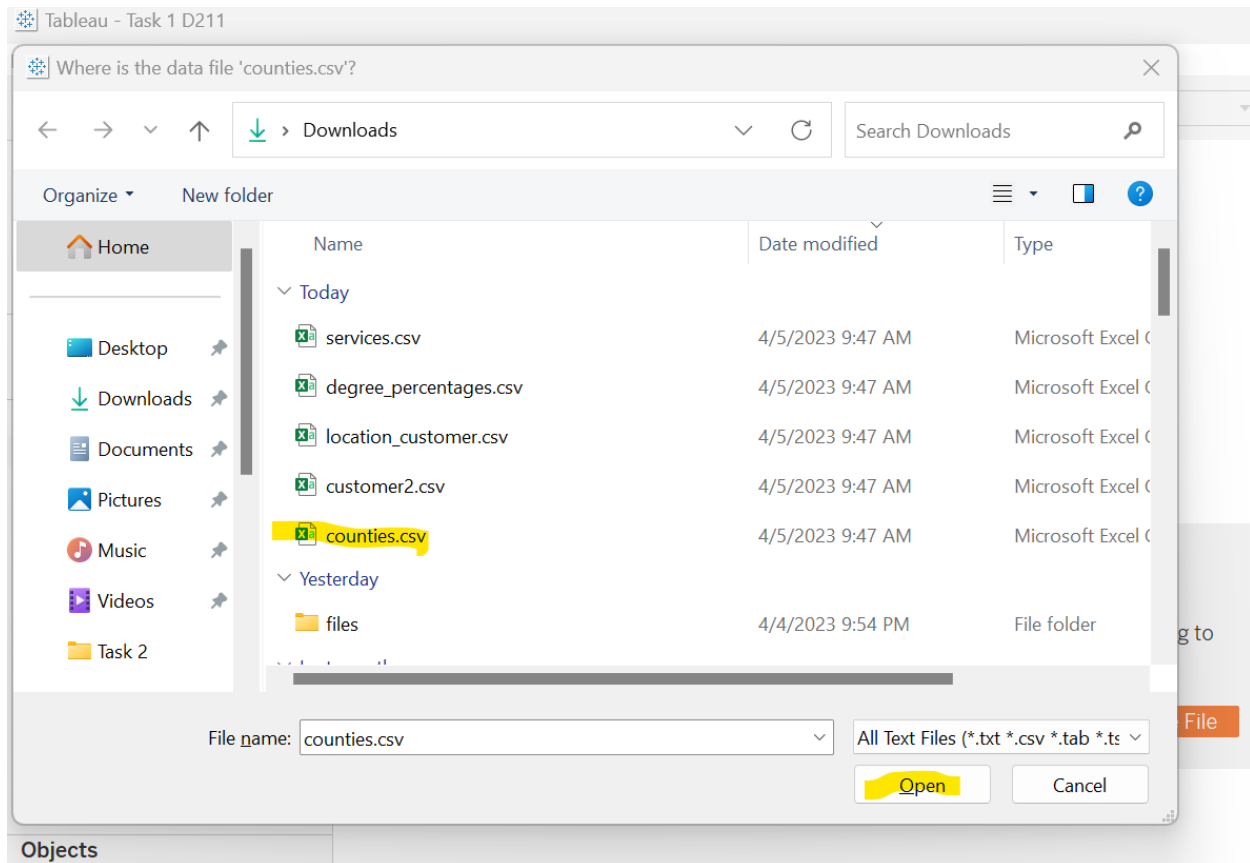 Tableau - Task 1 D211
Where is the data file 'counties.csv'?
Downloads
Search Downloads
Organize New folder
Home
Name Date modified Type
Today
Desktop
services.csv 4/5/2023 9:47 AM Microsoft Excel
Downloads
degree_percentages.csv 4/5/2023 9:47 AM Microsoft Excel
Documents
location_customer.csv 4/5/2023 9:47 AM Microsoft Excel
Pictures
customer2.csv 4/5/2023 9:47 AM Microsoft Excel
Music
counties.csv 4/5/2023 9:47 AM Microsoft Excel
Yesterday
Videos
files 4/4/2023 9:54 PM File folder
Task 2
g to
File
File name: counties.csv All Text Files (*.txt *.csv *.tab *.ts
Open Cancel
Objects